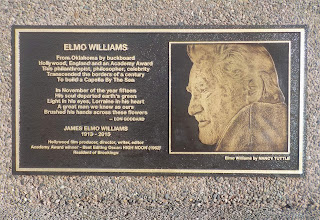 ELMO WILLIAMS
From Oklahoma by buckboard
Hollywood, England and an Academy Award
This philanthropist, philosopher, celebrity
Transcended the borders of a century
To build a Capella By The Sea
In November of the year fifteen
His soul departed earth's green
Light in his eyes, Lorraine in his heart
A great man we knew as ours
Brushed his hands across these flowers
- LORI GODDARD
JAMES ELMO WILLIAMS
1913 - 2015
Hollywood film producer, director, writer, editor
Academy Award winner - Best Editing Oscar: HIGH NOON (1952)
Resident of Brookings
Elmo Williams by NANCY TUTTLE